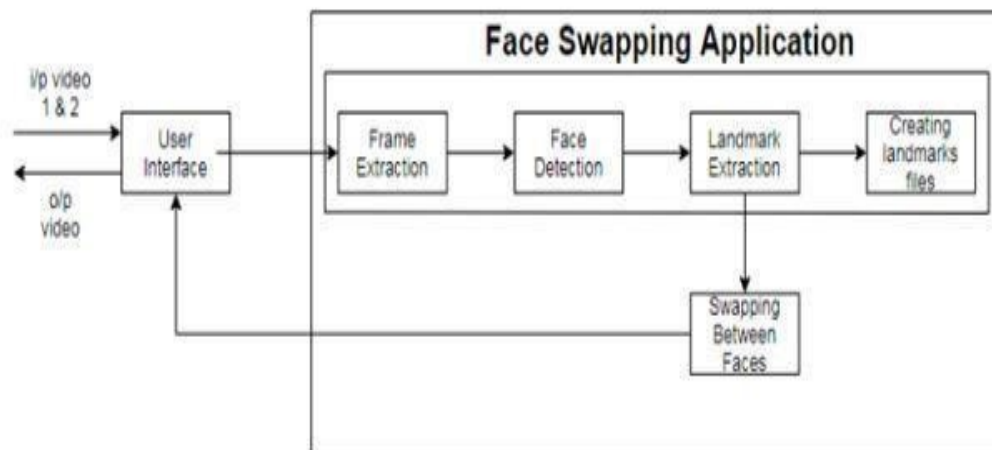 Face Swapping Application
i/p video
1 & 2
User
Interface
o/p
video
Frame
Extraction
Face
Detection
Landmark
Extraction
Creating
landmarks
files
Swapping
Between
Faces